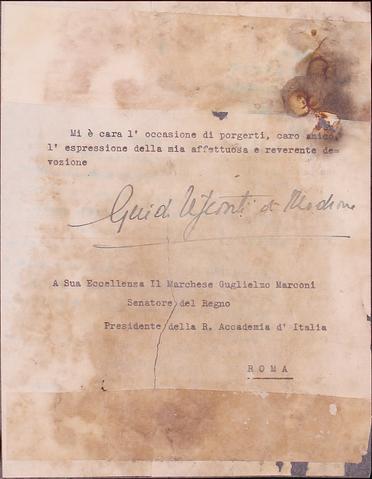 Mi è cara l' occasione di porgerti, caro amico,
l' espressione della mia affettuosa e reverente de=
vozione
Guido Visconti di Modrone
A Sua Eccellenza Il Marchese Guglielmo Marconi
Senatore del Regno
Presidente della R. Accademia d' Italia
ROMA